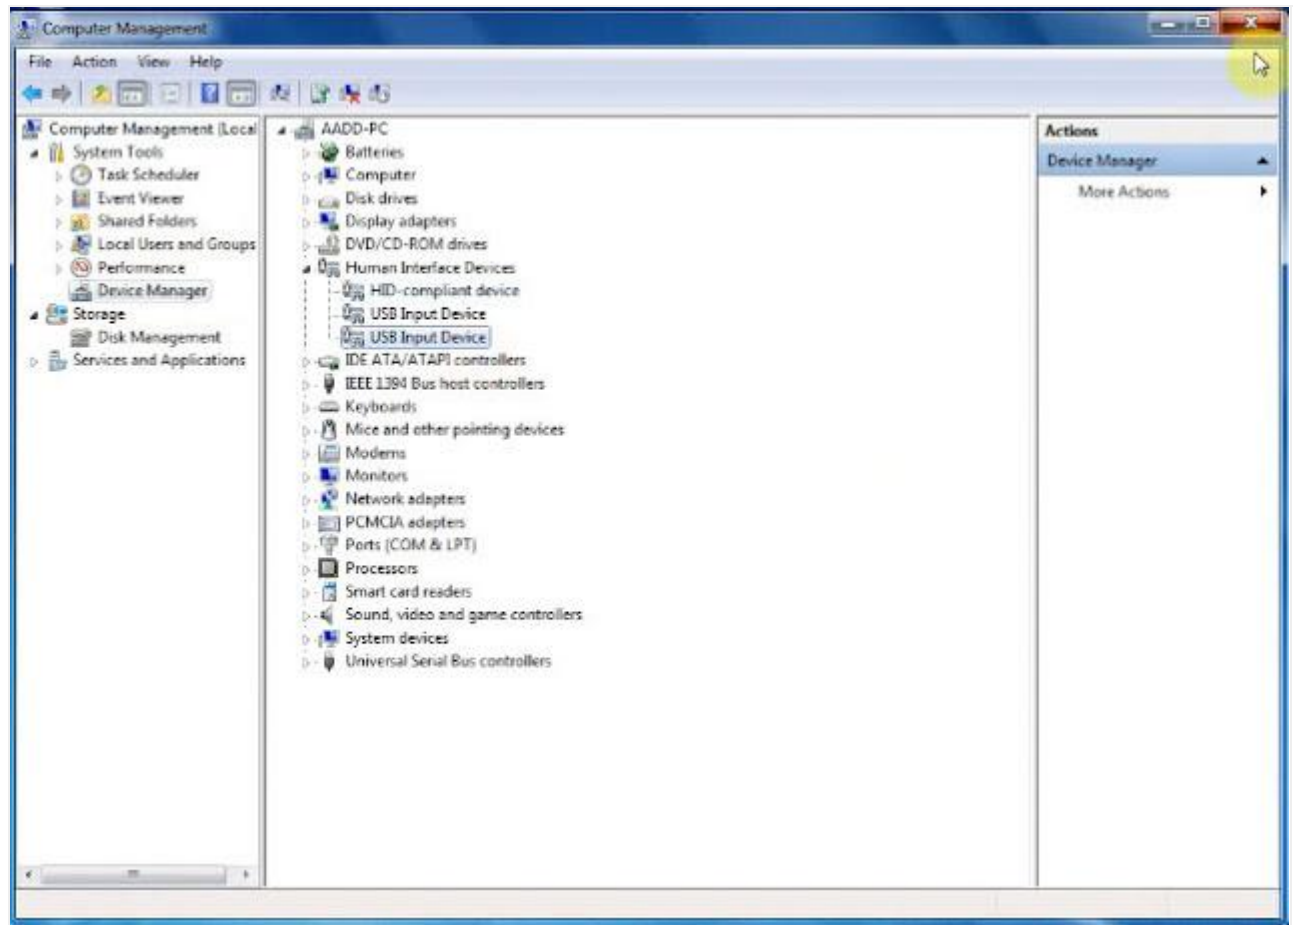 Computer Management
File Action View Help
Computer Management (Local
System Tools
Task Scheduler
Event Viewer
Shared Folders
Local Users and Groups
Performance
Device Manager
Storage
Disk Management
Services and Applications
AADD-PC
Batteries
Computer
Disk drives
Display adapters
DVD/CD-ROM drives
Human Interface Devices
HID-compliant device
USB Input Device
USB Input Device
IDE ATA/ATAPI controllers
IEEE 1394 Bus host controllers
Keyboards
Mice and other pointing devices
Modems
Monitors
Network adapters
PCMCIA adapters
Ports (COM & LPT)
Processors
Smart card readers
Sound, video and game controllers
System devices
Universal Serial Bus controllers
Actions
Device Manager
More Actions